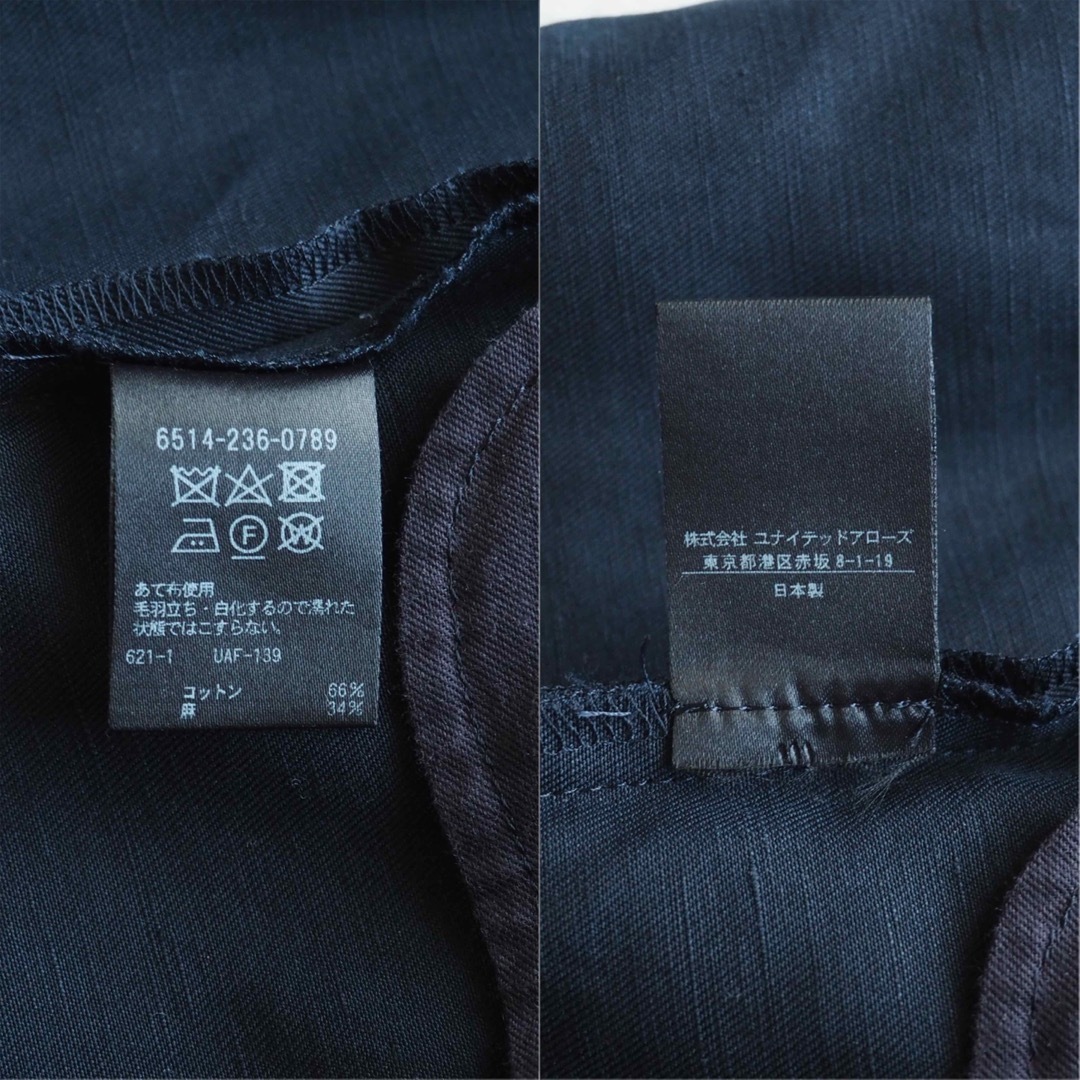 6514-236-0789
F W
あて布使用
毛羽立ち・白化するので濡れた
状態ではこすらない。
621-1 UAF-139
コットン 66%
麻 34%
株式会社 ユナイテッドアローズ
東京都港区赤坂 8-1-19
日本製